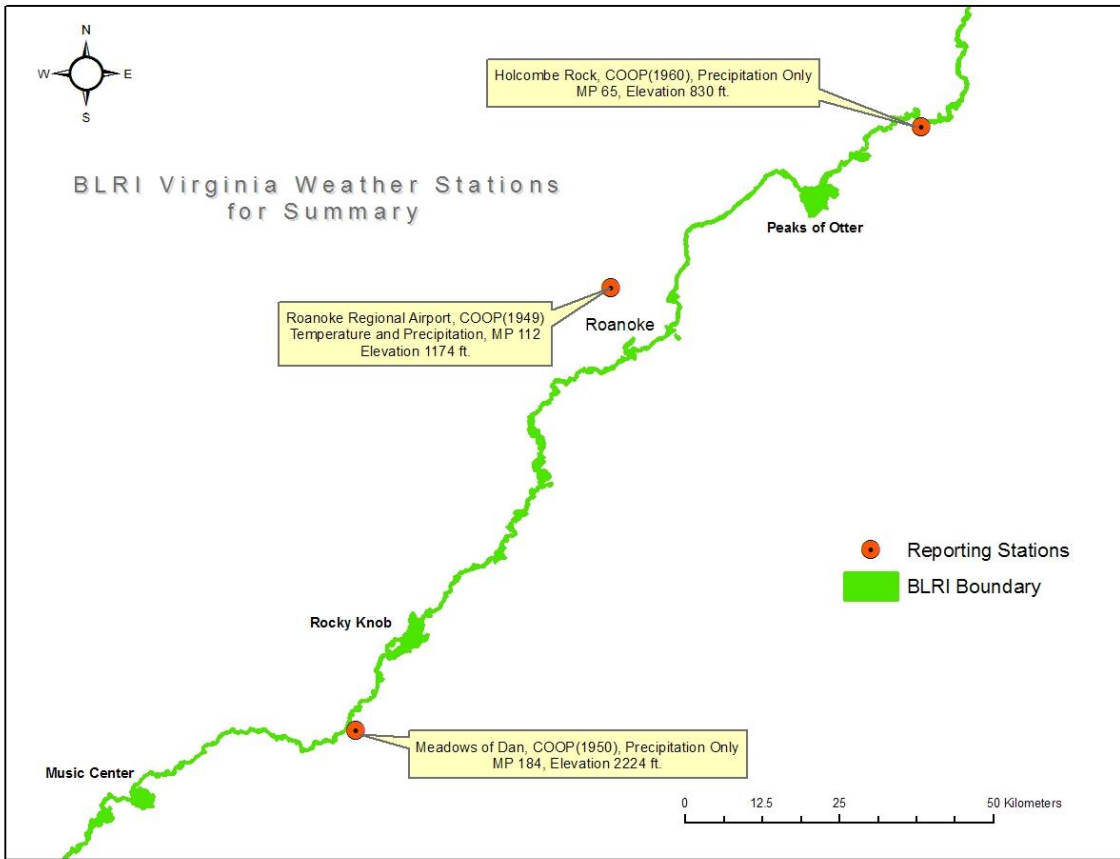 N
W E
S
Holcombe Rock, COOP(1960), Precipitation Only
MP 65, Elevation 830 ft.
BLRI Virginia Weather Stations
for Summary
Peaks of Otter
Roanoke Regional Airport, COOP(1949)
Temperature and Precipitation, MP 112
Elevation 1174 ft.
Roanoke
Reporting Stations
BLRI Boundary
Rocky Knob
Meadows of Dan, COOP(1950), Precipitation Only
MP 184, Elevation 2224 ft.
Music Center
0 12.5 25 50 Kilometers